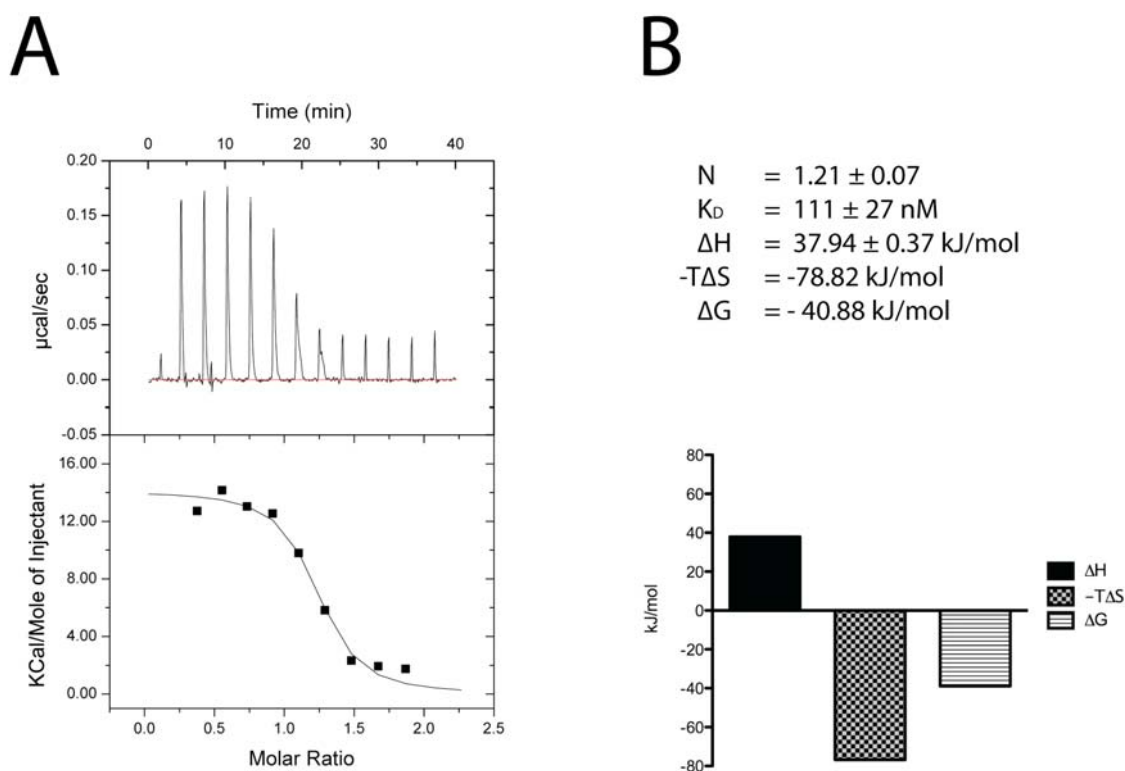 A
Time (min)
0 10 20 30 40
0.20
0.15
0.10
0.05
0.00
-0.05
µcal/sec
16.00
12.00
8.00
4.00
0.00
KCal/Mole of Injectant
0.0 0.5 1.0 1.5 2.0 2.5
Molar Ratio
B
N = 1.21 ± 0.07
KD = 111 ± 27 nM
ΔH = 37.94 ± 0.37 kJ/mol
-TΔS = -78.82 kJ/mol
ΔG = - 40.88 kJ/mol
80
60
40
20
0
-20
-40
-60
-80
kJ/mol
ΔH
−TΔS
ΔG